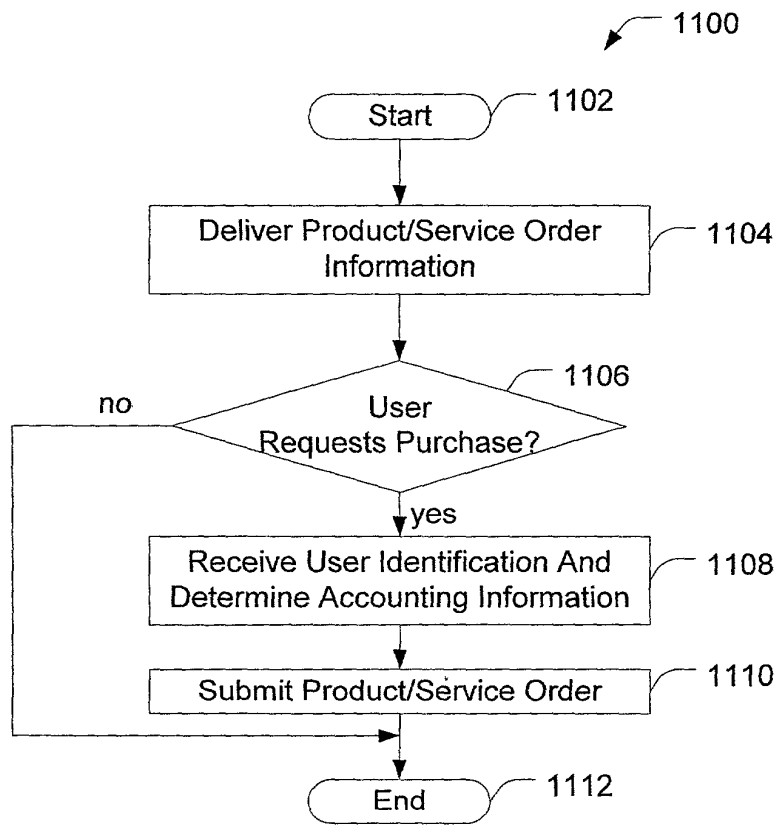 1100
Start
1102
Deliver Product/Service Order
Information
1104
1106
no
User
Requests Purchase?
yes
Receive User Identification And
Determine Accounting Information
1108
Submit Product/Service Order
1110
End
1112